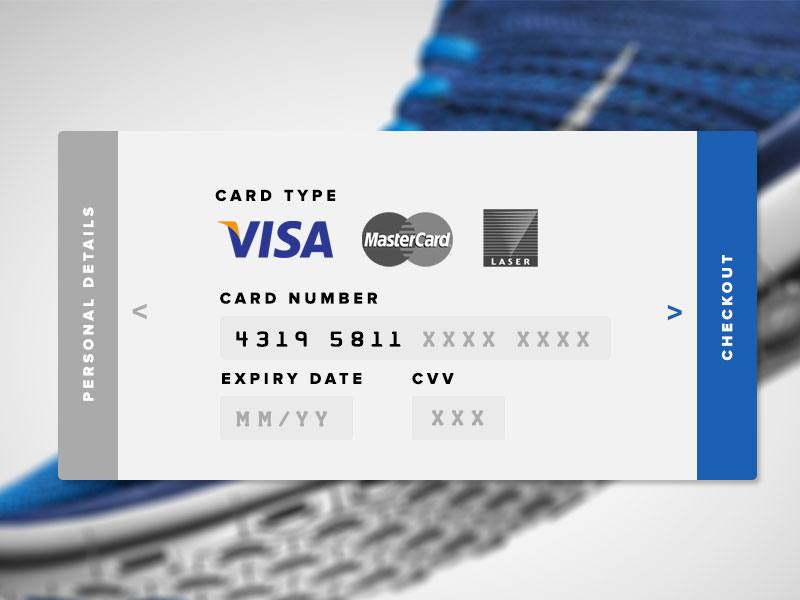 PERSONAL DETAILS
<
CARD TYPE
VISA MasterCard LASER
CARD NUMBER
4319 5811 XXXX XXXX
EXPIRY DATE CVV
MM/YY XXX
>
CHECKOUT